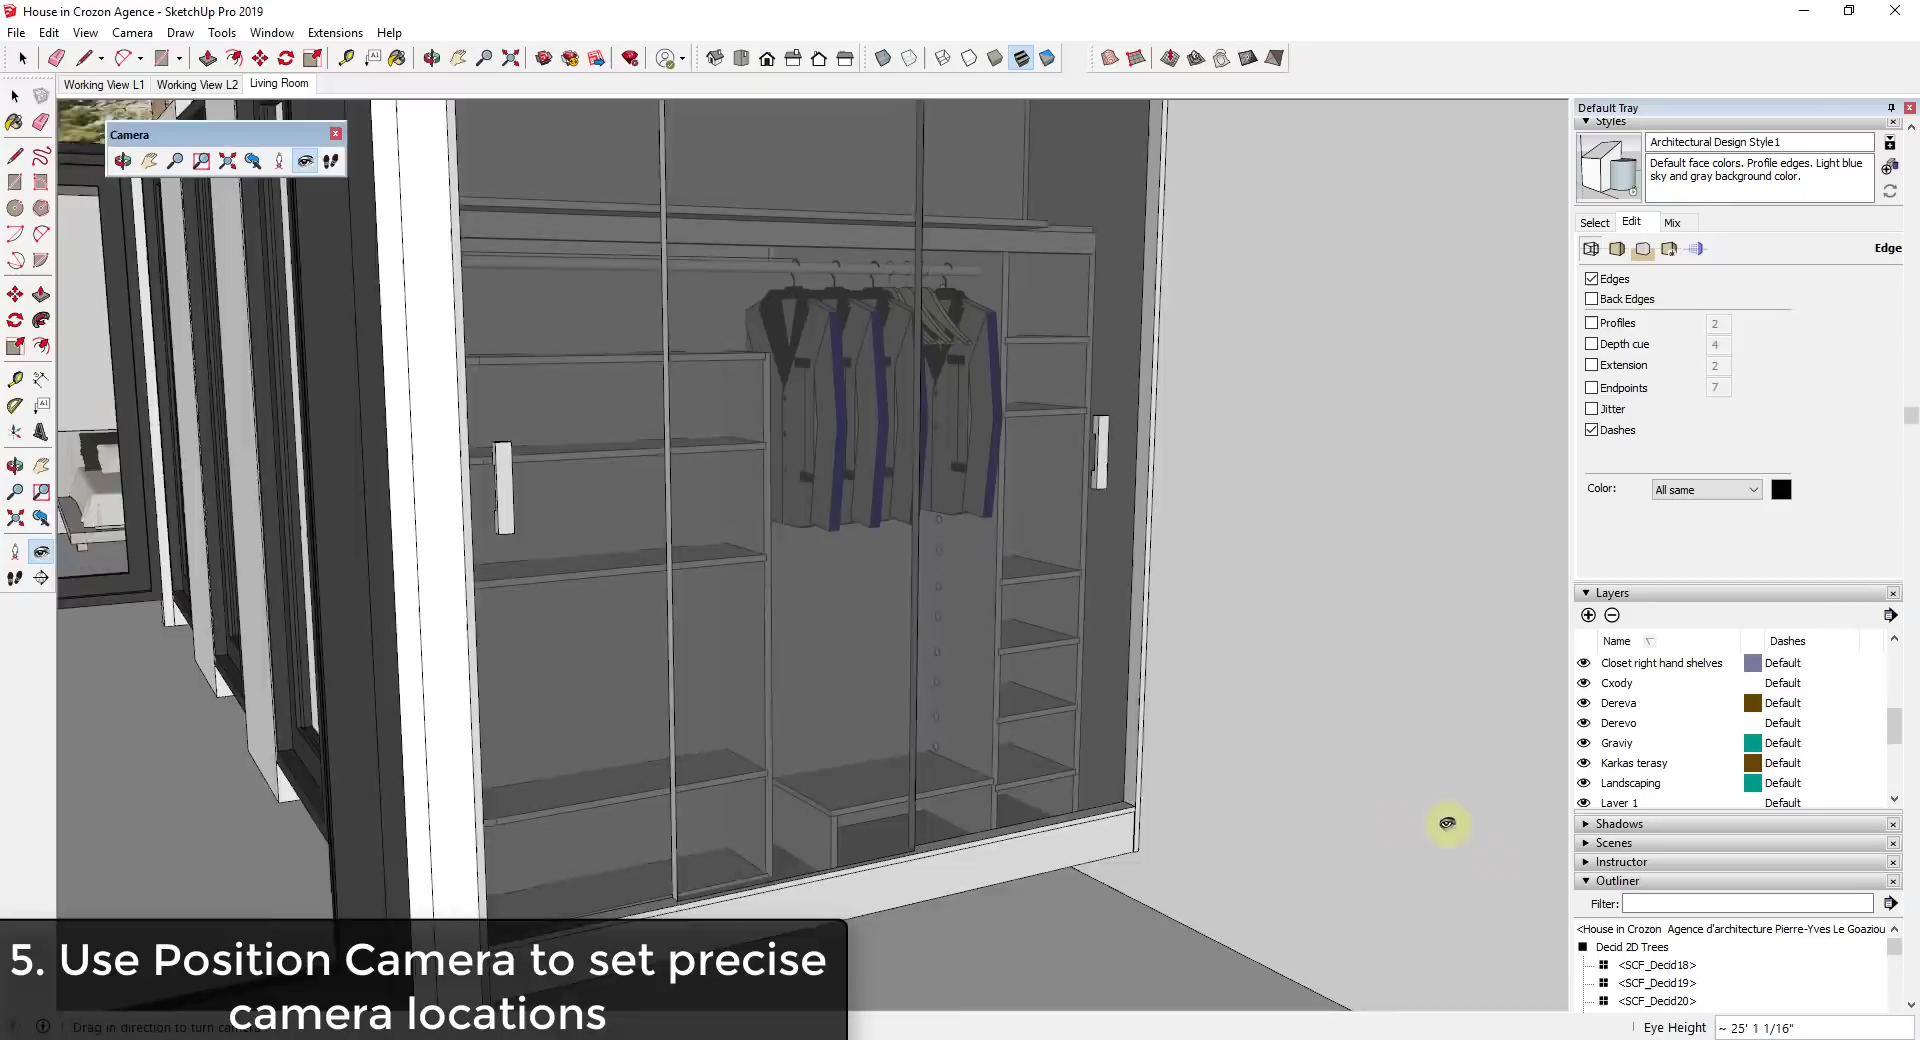 House in Crozon Agence - SketchUp Pro 2019
File Edit View Camera Draw Tools Window Extensions Help
Working View L1 Working View L2 Living Room
Camera
Default Tray
Styles
Architectural Design Style1
Default face colors. Profile edges. Light blue
sky and gray background color.
Select Edit Mix
Edge
Edges
Back Edges
Profiles 2
Depth cue 4
Extension 2
Endpoints 7
Jitter
Dashes
Color: All same
Layers
Name Dashes
Closet right hand shelves Default
Cxody Default
Dereva Default
Derevo Default
Graviy Default
Karkas terasy Default
Landscaping Default
Layer 1 Default
Shadows
Scenes
Instructor
Outliner
Filter:
<House in Crozon Agence d'architecture Pierre-Yves Le Goaziou
Decid 2D Trees
<SCF_Decid18>
<SCF_Decid19>
<SCF_Decid20>
5. Use Position Camera to set precise
camera locations
Drag in direction to turn camera
Eye Height ~ 25' 1 1/16"